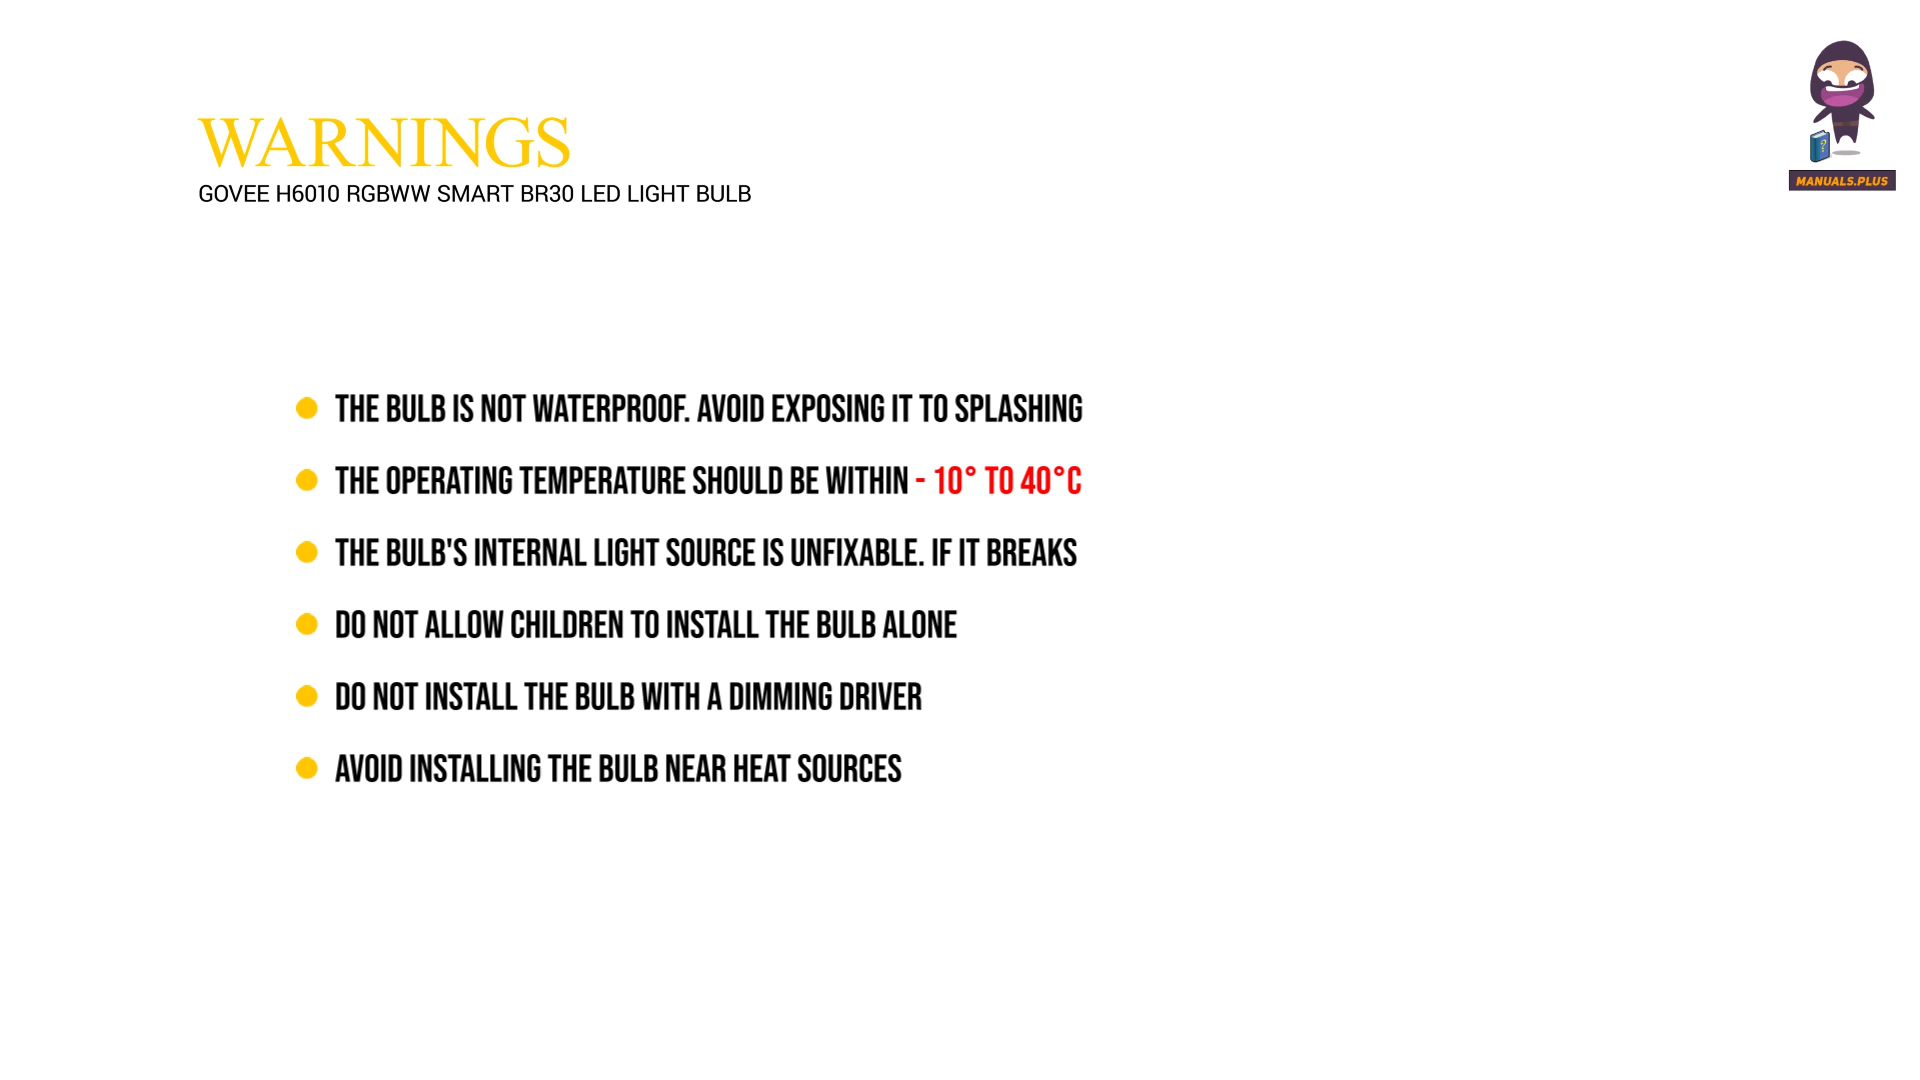 WARNINGS
GOVEE H6010 RGBWW SMART BR30 LED LIGHT BULB
MANUALS.PLUS
THE BULB IS NOT WATERPROOF. AVOID EXPOSING IT TO SPLASHING
THE OPERATING TEMPERATURE SHOULD BE WITHIN - 10° TO 40°C
THE BULB'S INTERNAL LIGHT SOURCE IS UNFIXABLE. IF IT BREAKS
DO NOT ALLOW CHILDREN TO INSTALL THE BULB ALONE
DO NOT INSTALL THE BULB WITH A DIMMING DRIVER
AVOID INSTALLING THE BULB NEAR HEAT SOURCES